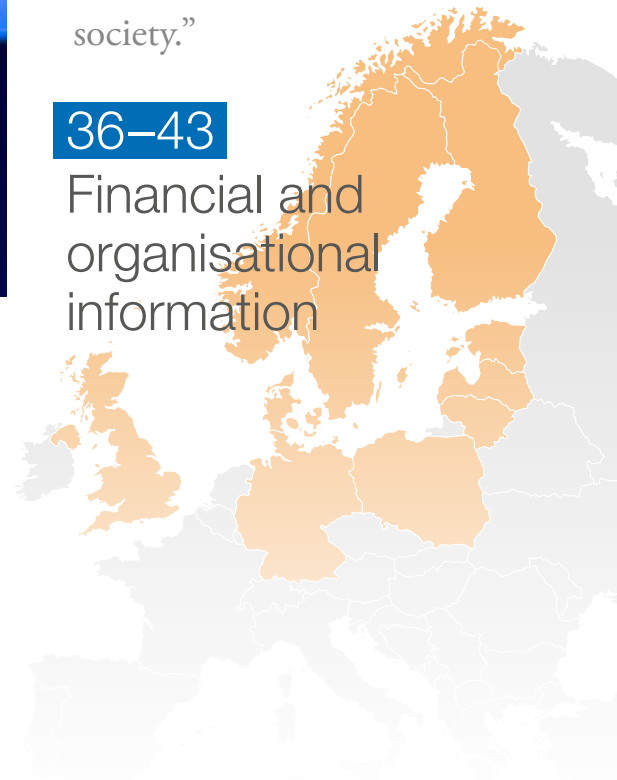 society.”
36–43
Financial and
organisational
information